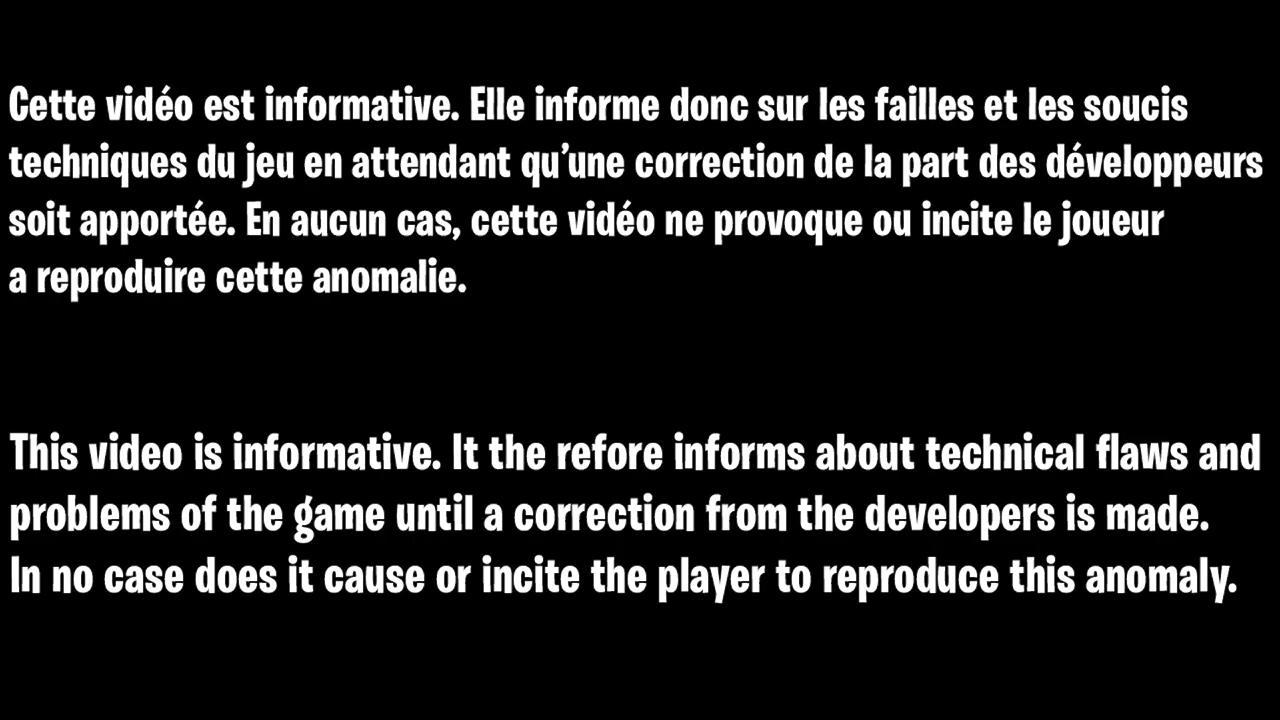 Cette vidéo est informative. Elle informe donc sur les failles et les soucis
techniques du jeu en attendant qu’une correction de la part des développeurs
soit apportée. En aucun cas, cette vidéo ne provoque ou incite le joueur
a reproduire cette anomalie.
This video is informative. It the refore informs about technical flaws and
problems of the game until a correction from the developers is made.
In no case does it cause or incite the player to reproduce this anomaly.